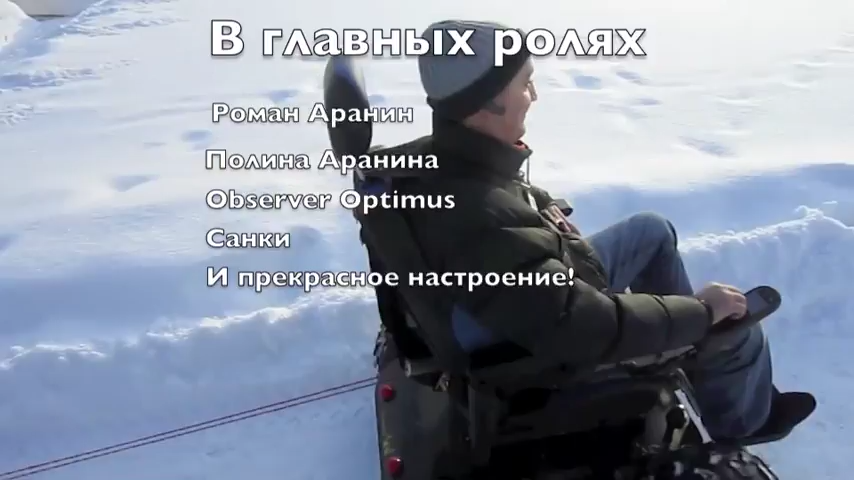 В главных ролях
Роман Аранин
Полина Аранина
Observer Optimus
Санки
И прекрасное настроение!